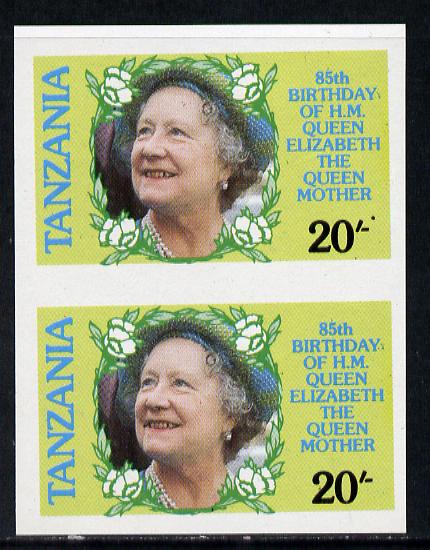 TANZANIA
85th
BIRTHDAY
OF H.M.
QUEEN
ELIZABETH
THE
QUEEN
MOTHER
20/-
TANZANIA
85th
BIRTHDAY
OF H.M.
QUEEN
ELIZABETH
THE
QUEEN
MOTHER
20/-